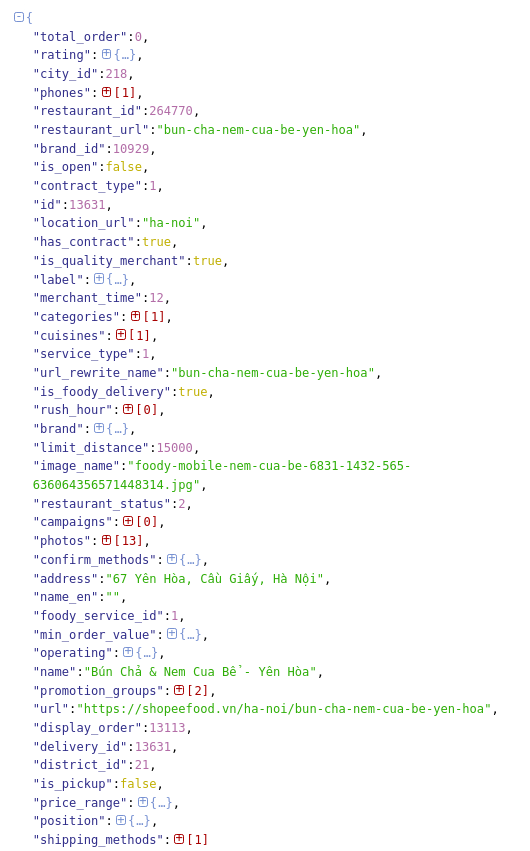 {
"total_order":0,
"rating":{…},
"city_id":218,
"phones":[1],
"restaurant_id":264770,
"restaurant_url":"bun-cha-nem-cua-be-yen-hoa",
"brand_id":10929,
"is_open":false,
"contract_type":1,
"id":13631,
"location_url":"ha-noi",
"has_contract":true,
"is_quality_merchant":true,
"label":{…},
"merchant_time":12,
"categories":[1],
"cuisines":[1],
"service_type":1,
"url_rewrite_name":"bun-cha-nem-cua-be-yen-hoa",
"is_foody_delivery":true,
"rush_hour":[0],
"brand":{…},
"limit_distance":15000,
"image_name":"foody-mobile-nem-cua-be-6831-1432-565-
636064356571448314.jpg",
"restaurant_status":2,
"campaigns":[0],
"photos":[13],
"confirm_methods":{…},
"address":"67 Yên Hòa, Cầu Giấy, Hà Nội",
"name_en":"",
"foody_service_id":1,
"min_order_value":{…},
"operating":{…},
"name":"Bún Chả & Nem Cua Bể - Yên Hòa",
"promotion_groups":[2],
"url":"https://shopeefood.vn/ha-noi/bun-cha-nem-cua-be-yen-hoa",
"display_order":13113,
"delivery_id":13631,
"district_id":21,
"is_pickup":false,
"price_range":{…},
"position":{…},
"shipping_methods":[1]